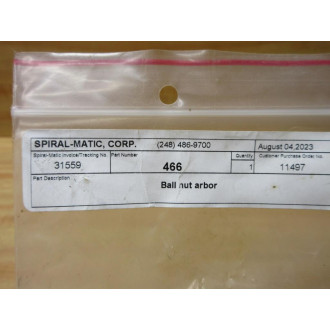 SPIRAL-MATIC, CORP. (248) 486-9700 August 04, 2023
Spiral-Matic Invoice/Tracking No. Part Number Quantity Customer Purchase Order No.
31559 466 1 11497
Part Description
Ball nut arbor